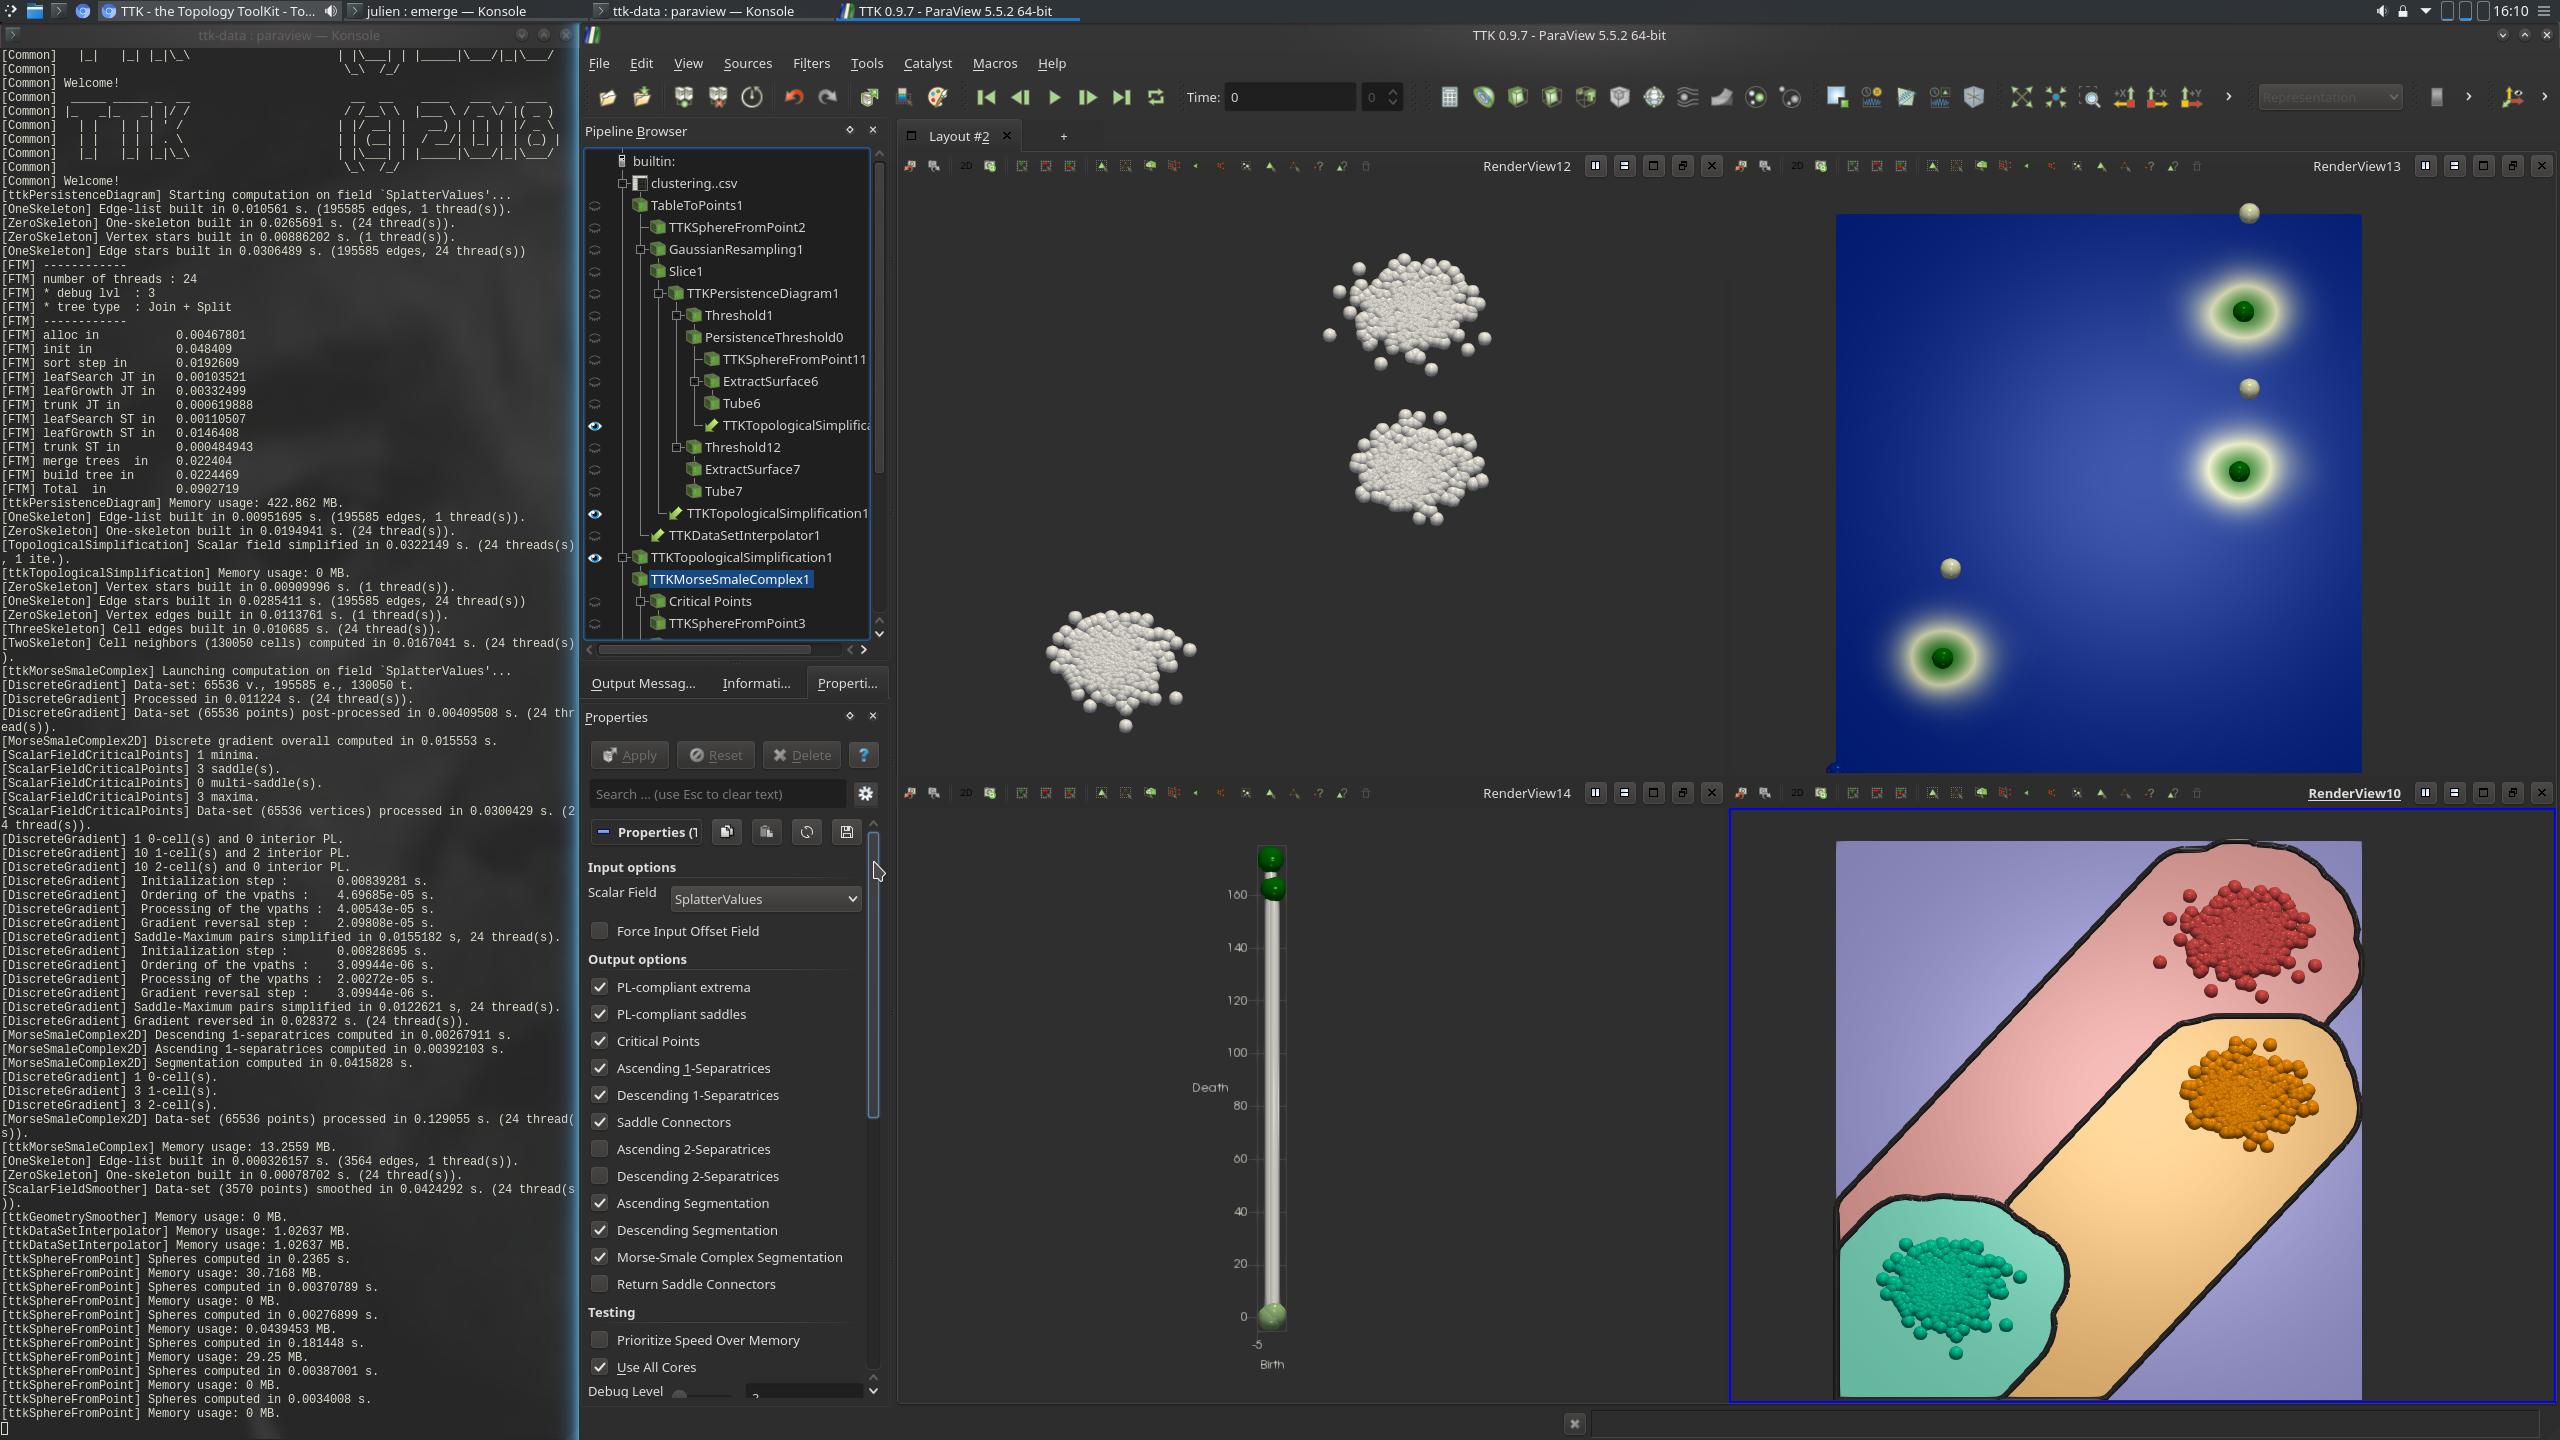 TTK - the Topology ToolKit - To...
julien : emerge — Konsole
ttk-data : paraview — Konsole
TTK 0.9.7 - ParaView 5.5.2 64-bit
16:10
ttk-data : paraview — Konsole
[Common]
[Common]
[Common] Welcome!
[Common]
[Common]
[Common]
[Common]
[Common]
[Common]
[Common] Welcome!
[ttkPersistenceDiagram] Starting computation on field `SplatterValues'...
[OneSkeleton] Edge-list built in 0.010561 s. (195585 edges, 1 thread(s)).
[ZeroSkeleton] One-skeleton built in 0.0265691 s. (24 thread(s)).
[ZeroSkeleton] Vertex stars built in 0.00886202 s. (1 thread(s)).
[OneSkeleton] Edge stars built in 0.0306489 s. (195585 edges, 24 thread(s))
[FTM] ------------
[FTM] number of threads : 24
[FTM] * debug lvl  : 3
[FTM] * tree type  : Join + Split
[FTM] ------------
[FTM] alloc in 0.00467801
[FTM] init in 0.048409
[FTM] sort step in 0.0192609
[FTM] leafSearch JT in 0.00103521
[FTM] leafGrowth JT in 0.00332499
[FTM] trunk JT in 0.000619888
[FTM] leafSearch ST in 0.00110507
[FTM] leafGrowth ST in 0.0146408
[FTM] trunk ST in 0.000484943
[FTM] merge trees  in 0.022404
[FTM] build tree in 0.0224469
[FTM] Total  in 0.0902719
[ttkPersistenceDiagram] Memory usage: 422.862 MB.
[OneSkeleton] Edge-list built in 0.00951695 s. (195585 edges, 1 thread(s)).
[ZeroSkeleton] One-skeleton built in 0.0194941 s. (24 thread(s)).
[TopologicalSimplification] Scalar field simplified in 0.0322149 s. (24 threads(s)
, 1 ite.).
[ttkTopologicalSimplification] Memory usage: 0 MB.
[ZeroSkeleton] Vertex stars built in 0.00909996 s. (1 thread(s)).
[OneSkeleton] Edge stars built in 0.0285411 s. (195585 edges, 24 thread(s))
[ZeroSkeleton] Vertex edges built in 0.0113761 s. (1 thread(s)).
[ThreeSkeleton] Cell edges built in 0.010685 s. (24 thread(s)).
[TwoSkeleton] Cell neighbors (130050 cells) computed in 0.0167041 s. (24 thread(s)
).
[ttkMorseSmaleComplex] Launching computation on field `SplatterValues'...
[DiscreteGradient] Data-set: 65536 v., 195585 e., 130050 t.
[DiscreteGradient] Processed in 0.011224 s. (24 thread(s)).
[DiscreteGradient] Data-set (65536 points) post-processed in 0.00409508 s. (24 thr
ead(s)).
[MorseSmaleComplex2D] Discrete gradient overall computed in 0.015553 s.
[ScalarFieldCriticalPoints] 1 minima.
[ScalarFieldCriticalPoints] 3 saddle(s).
[ScalarFieldCriticalPoints] 0 multi-saddle(s).
[ScalarFieldCriticalPoints] 3 maxima.
[ScalarFieldCriticalPoints] Data-set (65536 vertices) processed in 0.0300429 s. (2
4 thread(s)).
[DiscreteGradient] 1 0-cell(s) and 0 interior PL.
[DiscreteGradient] 10 1-cell(s) and 2 interior PL.
[DiscreteGradient] 10 2-cell(s) and 0 interior PL.
[DiscreteGradient]  Initialization step : 0.00839281 s.
[DiscreteGradient]  Ordering of the vpaths : 4.69685e-05 s.
[DiscreteGradient]  Processing of the vpaths : 4.00543e-05 s.
[DiscreteGradient]  Gradient reversal step : 2.09808e-05 s.
[DiscreteGradient] Saddle-Maximum pairs simplified in 0.0155182 s, 24 thread(s).
[DiscreteGradient]  Initialization step : 0.00828695 s.
[DiscreteGradient]  Ordering of the vpaths : 3.09944e-06 s.
[DiscreteGradient]  Processing of the vpaths : 2.00272e-05 s.
[DiscreteGradient]  Gradient reversal step : 3.09944e-06 s.
[DiscreteGradient] Saddle-Maximum pairs simplified in 0.0122621 s, 24 thread(s).
[DiscreteGradient] Gradient reversed in 0.028372 s. (24 thread(s)).
[MorseSmaleComplex2D] Descending 1-separatrices computed in 0.00267911 s.
[MorseSmaleComplex2D] Ascending 1-separatrices computed in 0.00392103 s.
[MorseSmaleComplex2D] Segmentation computed in 0.0415828 s.
[DiscreteGradient] 1 0-cell(s).
[DiscreteGradient] 3 1-cell(s).
[DiscreteGradient] 3 2-cell(s).
[MorseSmaleComplex2D] Data-set (65536 points) processed in 0.129055 s. (24 thread(
s)).
[ttkMorseSmaleComplex] Memory usage: 13.2559 MB.
[OneSkeleton] Edge-list built in 0.000326157 s. (3564 edges, 1 thread(s)).
[ZeroSkeleton] One-skeleton built in 0.00078702 s. (24 thread(s)).
[ScalarFieldSmoother] Data-set (3570 points) smoothed in 0.0424292 s. (24 thread(s
)).
[ttkGeometrySmoother] Memory usage: 0 MB.
[ttkDataSetInterpolator] Memory usage: 1.02637 MB.
[ttkDataSetInterpolator] Memory usage: 1.02637 MB.
[ttkSphereFromPoint] Spheres computed in 0.2365 s.
[ttkSphereFromPoint] Memory usage: 30.7168 MB.
[ttkSphereFromPoint] Spheres computed in 0.00370789 s.
[ttkSphereFromPoint] Memory usage: 0 MB.
[ttkSphereFromPoint] Spheres computed in 0.00276899 s.
[ttkSphereFromPoint] Memory usage: 0.0439453 MB.
[ttkSphereFromPoint] Spheres computed in 0.181448 s.
[ttkSphereFromPoint] Memory usage: 29.25 MB.
[ttkSphereFromPoint] Spheres computed in 0.00387001 s.
[ttkSphereFromPoint] Memory usage: 0 MB.
[ttkSphereFromPoint] Spheres computed in 0.0034008 s.
[ttkSphereFromPoint] Memory usage: 0 MB.
TTK 0.9.7 - ParaView 5.5.2 64-bit
File Edit View Sources Filters Tools Catalyst Macros Help
Time: 0
0
Representation
Pipeline Browser
builtin:
clustering..csv
TableToPoints1
TTKSphereFromPoint2
GaussianResampling1
Slice1
TTKPersistenceDiagram1
Threshold1
PersistenceThreshold0
TTKSphereFromPoint11
ExtractSurface6
Tube6
TTKTopologicalSimplifica
Threshold12
ExtractSurface7
Tube7
TTKTopologicalSimplification1
TTKDataSetInterpolator1
TTKTopologicalSimplification1
TTKMorseSmaleComplex1
Critical Points
TTKSphereFromPoint3
Output Messag...
Informati...
Properti...
Properties
Apply
Reset
Delete
?
Search ... (use Esc to clear text)
Properties (T
Input options
Scalar Field
SplatterValues
Force Input Offset Field
Output options
PL-compliant extrema
PL-compliant saddles
Critical Points
Ascending 1-Separatrices
Descending 1-Separatrices
Saddle Connectors
Ascending 2-Separatrices
Descending 2-Separatrices
Ascending Segmentation
Descending Segmentation
Morse-Smale Complex Segmentation
Return Saddle Connectors
Testing
Prioritize Speed Over Memory
Use All Cores
Debug Level
Layout #2
+
2D
RenderView12
2D
RenderView13
2D
RenderView14
2D
RenderView10
160
140
120
100
Death
80
60
40
20
0
-5
Birth